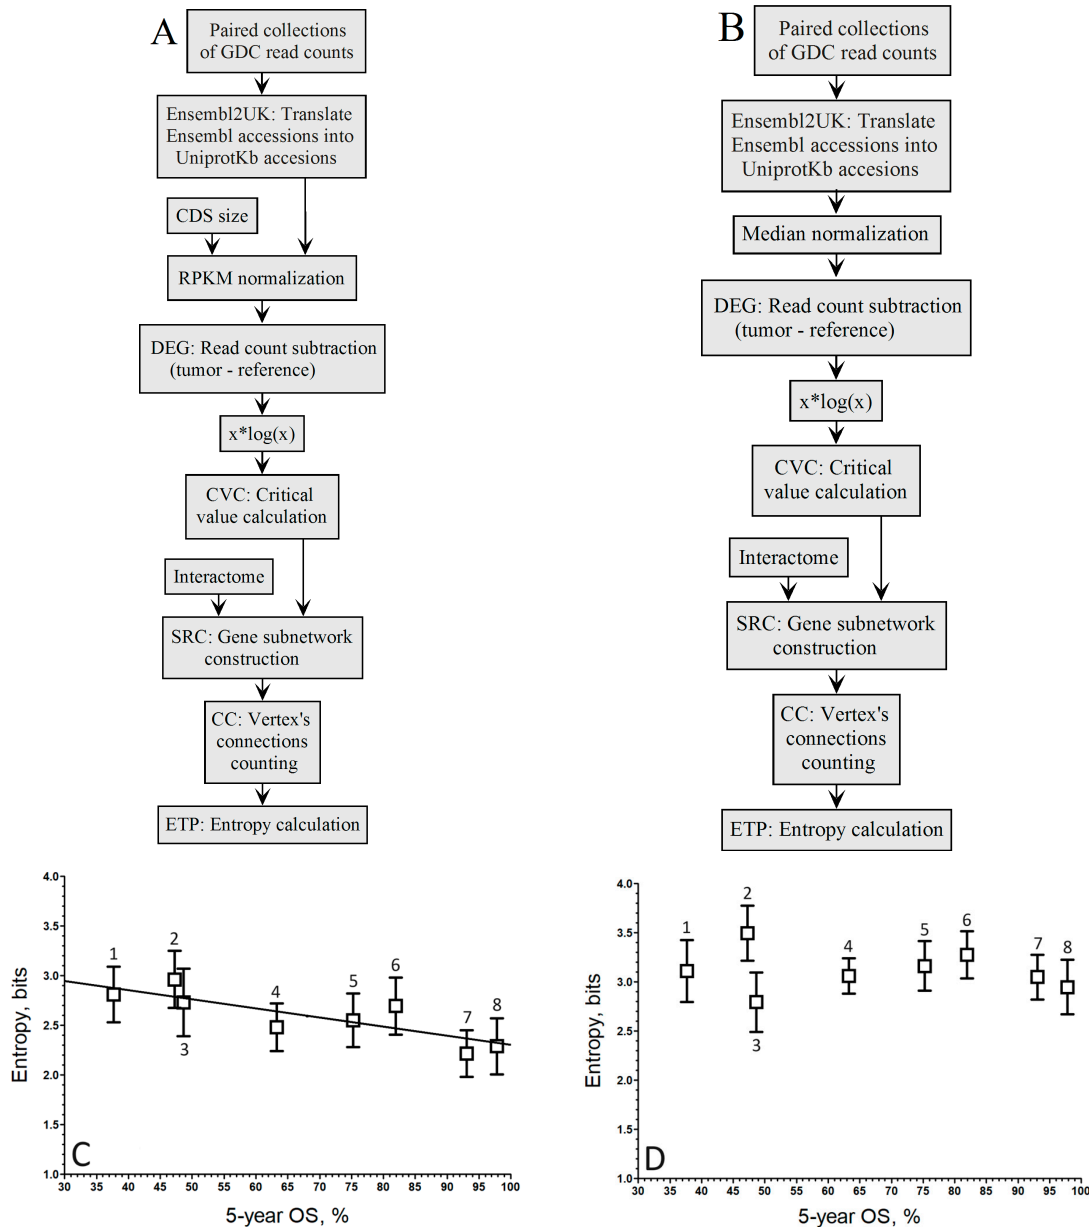 A
Paired collections
of GDC read counts
Ensembl2UK: Translate
Ensembl accessions into
UniprotKb accesions
CDS size
RPKM normalization
DEG: Read count subtraction
(tumor - reference)
x*log(x)
CVC: Critical
value calculation
Interactome
SRC: Gene subnetwork
construction
CC: Vertex's
connections
counting
ETP: Entropy calculation
B
Paired collections
of GDC read counts
Ensembl2UK: Translate
Ensembl accessions into
UniprotKb accesions
Median normalization
DEG: Read count subtraction
(tumor - reference)
x*log(x)
CVC: Critical
value calculation
Interactome
SRC: Gene subnetwork
construction
CC: Vertex's
connections
counting
ETP: Entropy calculation
Entropy, bits
4.0
3.5
3.0
2.5
2.0
1.5
1.0
1
2
3
4
5
6
7
8
C
30 35 40 45 50 55 60 65 70 75 80 85 90 95 100
5-year OS, %
Entropy, bits
4.0
3.5
3.0
2.5
2.0
1.5
1.0
1
2
3
4
5
6
7
8
D
30 35 40 45 50 55 60 65 70 75 80 85 90 95 100
5-year OS, %